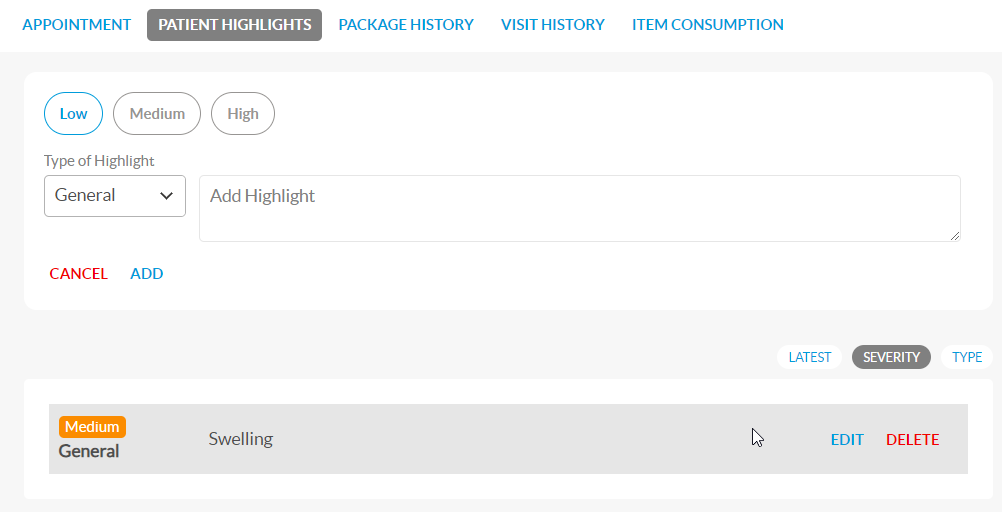 APPOINTMENT PATIENT HIGHLIGHTS PACKAGE HISTORY VISIT HISTORY ITEM CONSUMPTION
Low Medium High
Type of Highlight
General Add Highlight
CANCEL ADD
LATEST SEVERITY TYPE
Medium
Swelling EDIT DELETE
General